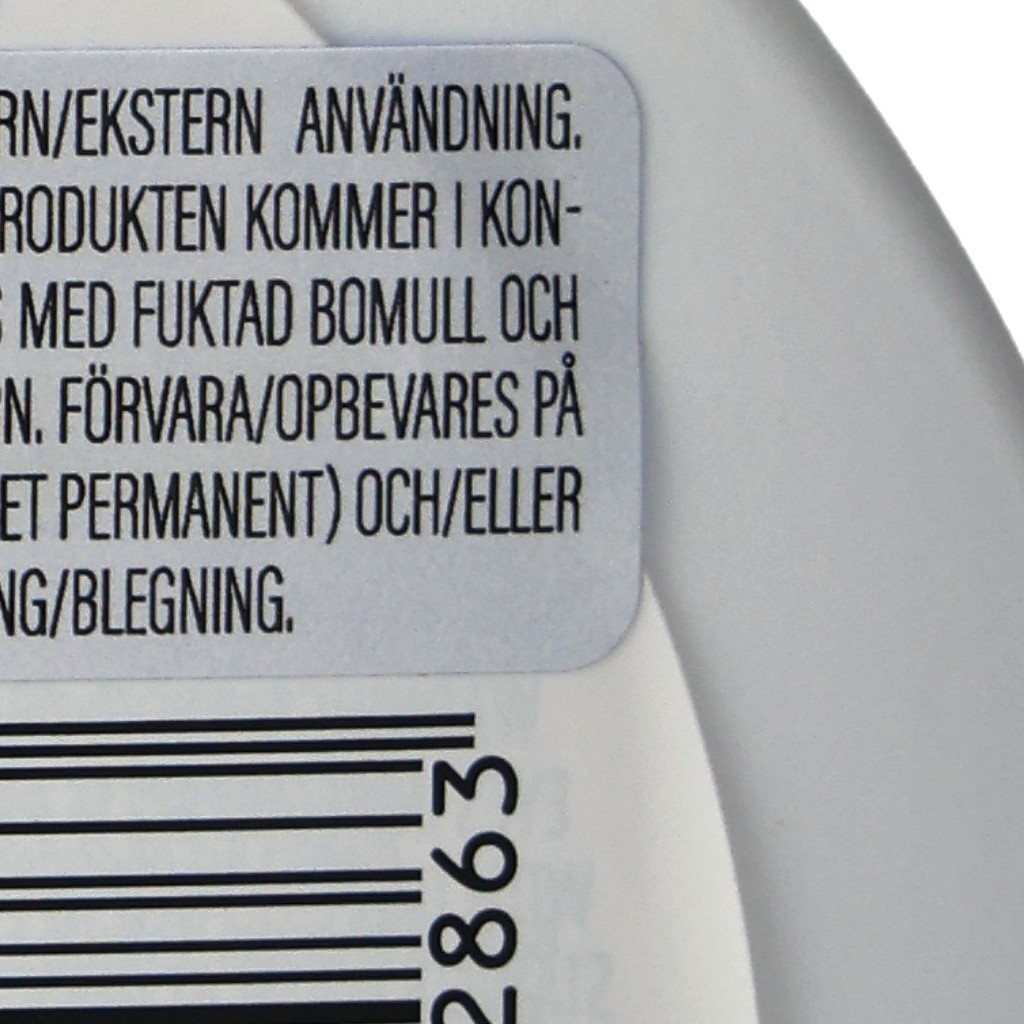 RN/EKSTERN ANVÄNDNING.
RODUKTEN KOMMER I KON-
MED FUKTAD BOMULL OCH
N. FÖRVARA/OPBEVARES PÅ
ET PERMANENT) OCH/ELLER
NG/BLEGNING.
2863